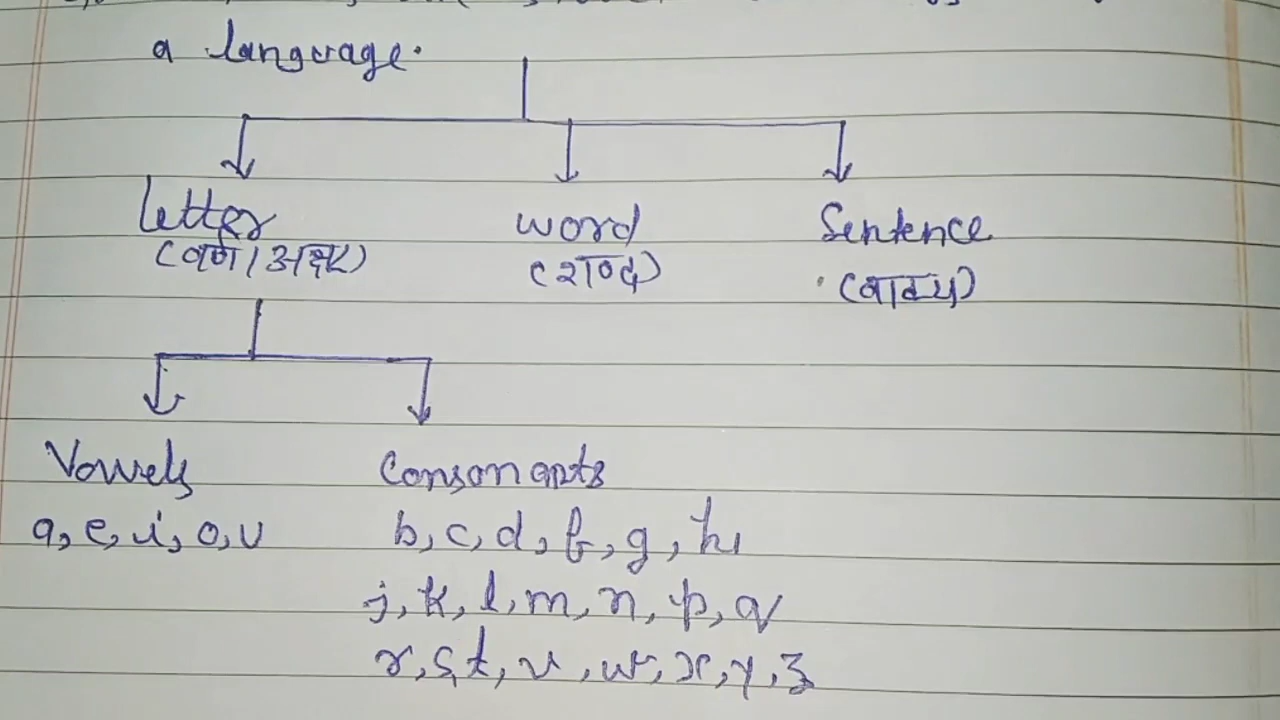 a language.
letter word Sentence
(वर्ण/अक्षर) (शब्द) (वाक्य)
Vowels Consonants
a, e, i, o, u b, c, d, f, g, h,
j, k, l, m, n, p, q
r, s, t, v, w, x, y, z